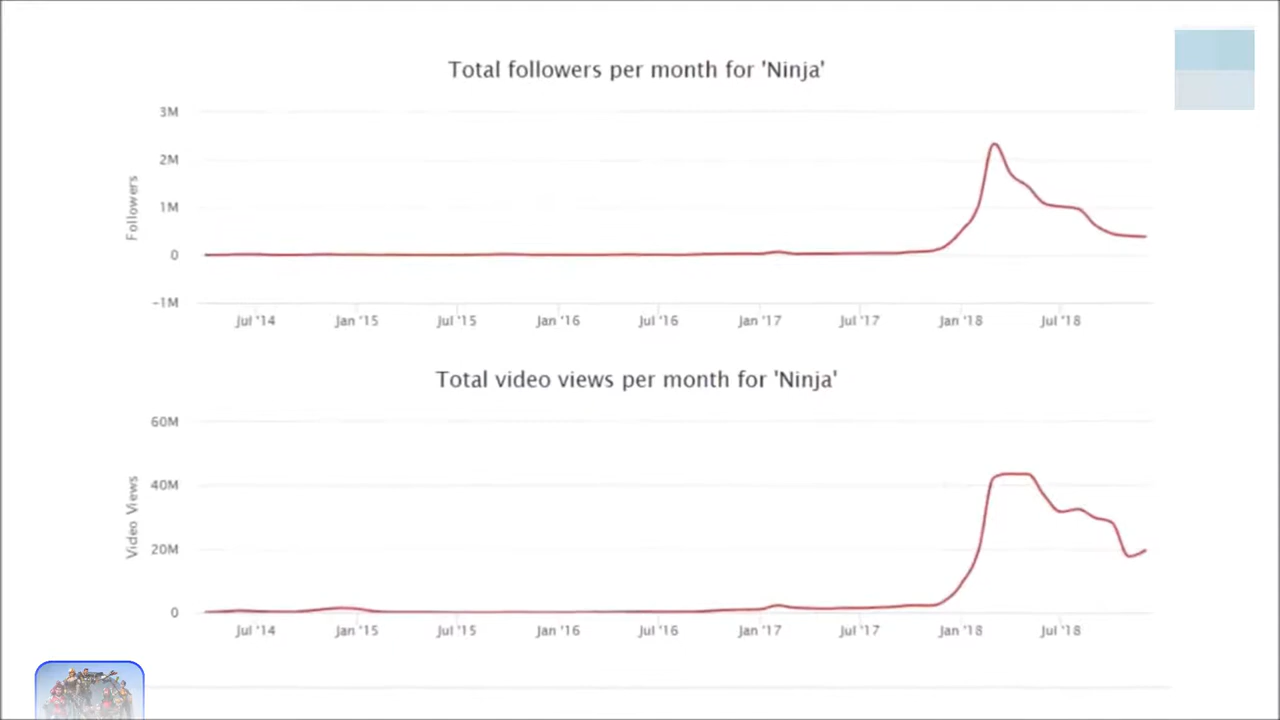 Total followers per month for 'Ninja'
3M
2M
1M
0
-1M
Followers
Jul '14 Jan '15 Jul '15 Jan '16 Jul '16 Jan '17 Jul '17 Jan '18 Jul '18
Total video views per month for 'Ninja'
60M
40M
20M
0
Video Views
Jul '14 Jan '15 Jul '15 Jan '16 Jul '16 Jan '17 Jul '17 Jan '18 Jul '18